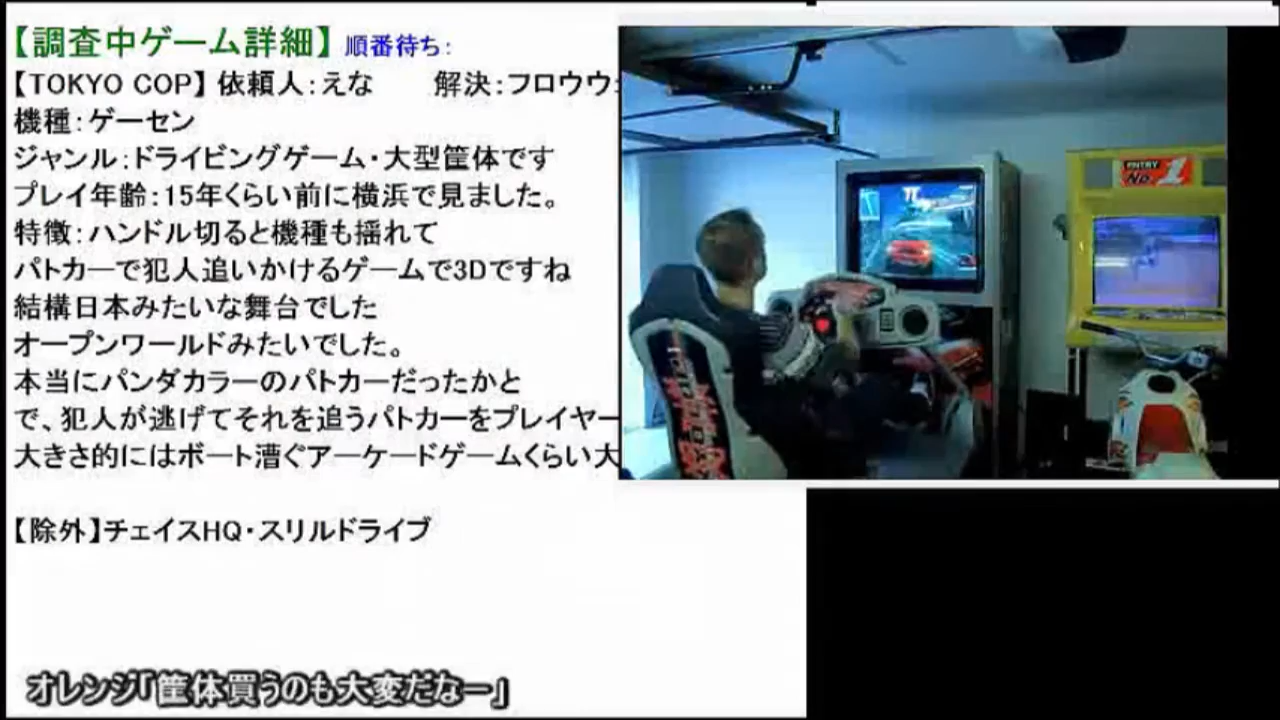 【調査中ゲーム詳細】 順番待ち：
【TOKYO COP】 依頼人：えな　解決：フロウウ
機種：ゲーセン
ジャンル：ドライビングゲーム・大型筐体です
プレイ年齢：15年くらい前に横浜で見ました。
特徴：ハンドル切ると機種も揺れて
パトカーで犯人追いかけるゲームで3Dですね
結構日本みたいな舞台でした
オープンワールドみたいでした。
本当にパンダカラーのパトカーだったかと
で、犯人が逃げてそれを追うパトカーをプレイヤー
大きさ的にはボート漕ぐアーケードゲームくらい大
【除外】チェイスHQ・スリルドライブ
ENTRY
No.1
オレンジ「筐体買うのも大変だなー」